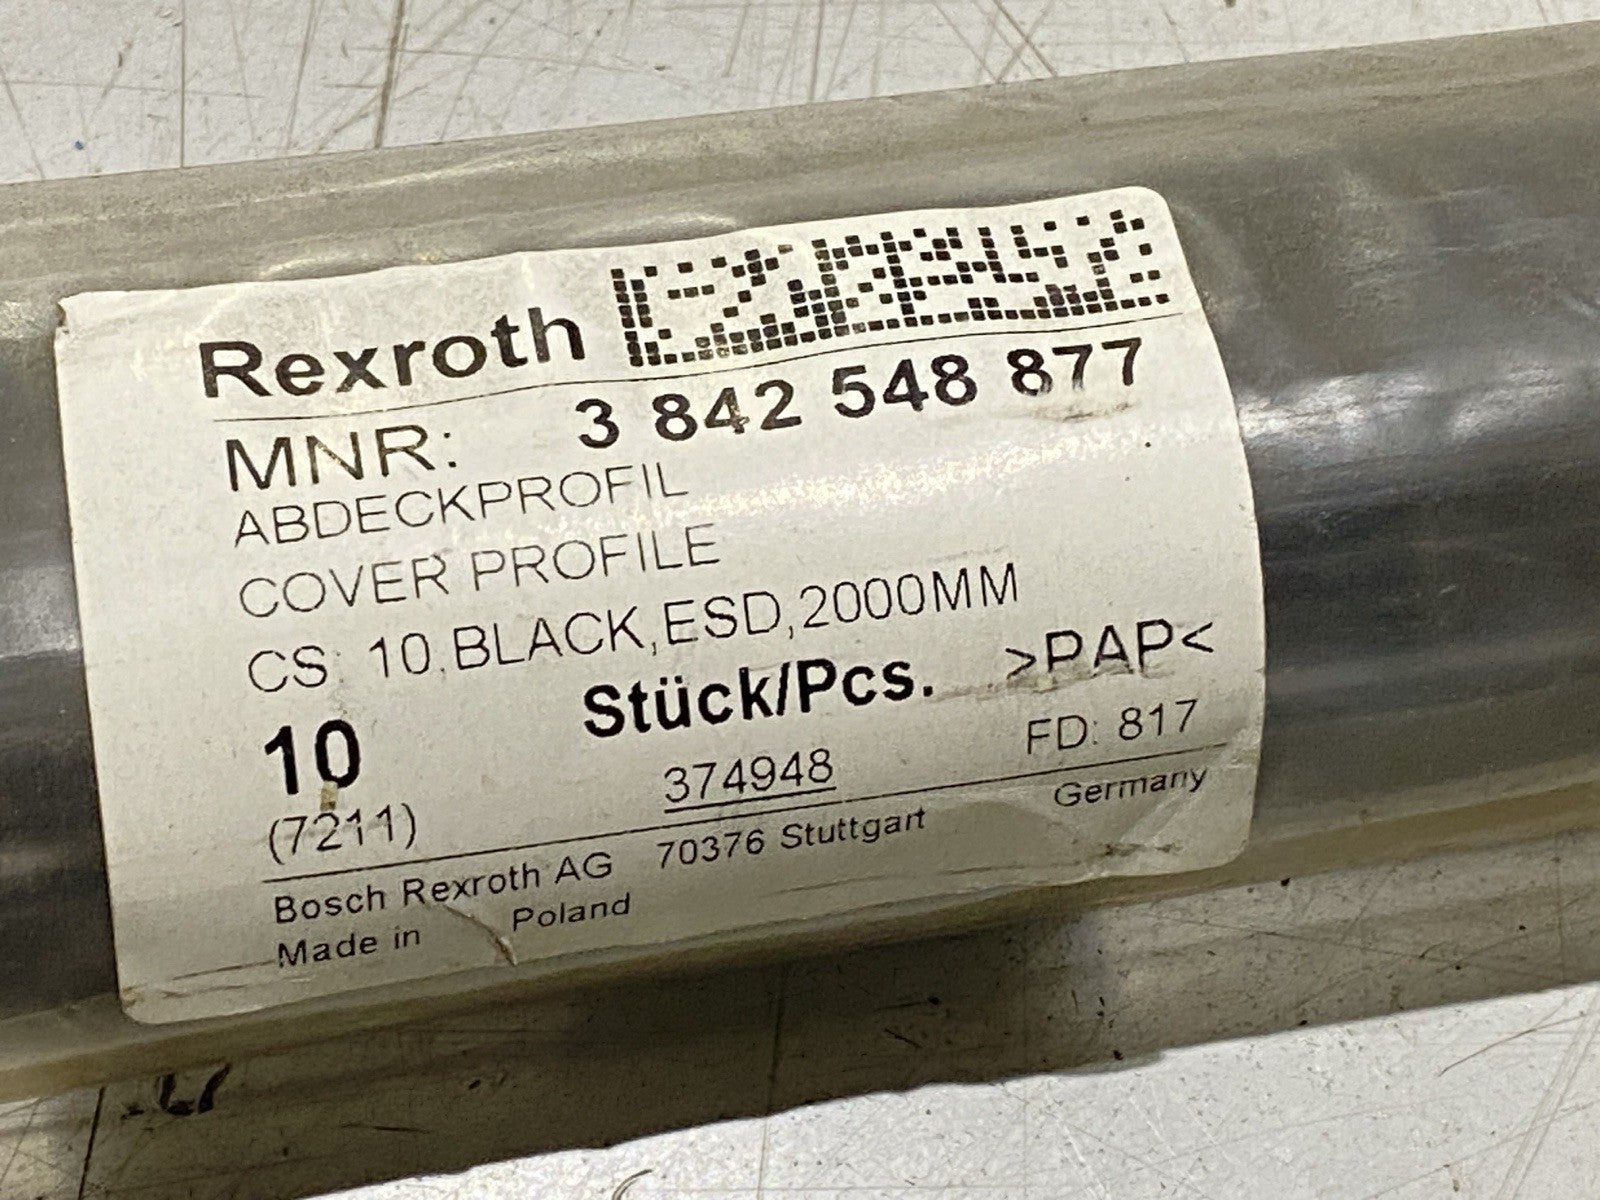 Rexroth
MNR: 3 842 548 877
ABDECKPROFIL
COVER PROFILE
CS: 10,BLACK,ESD,2000MM
10 Stück/Pcs. >PAP<
(7211) 374948 FD: 817
Bosch Rexroth AG 70376 Stuttgart Germany
Made in Poland